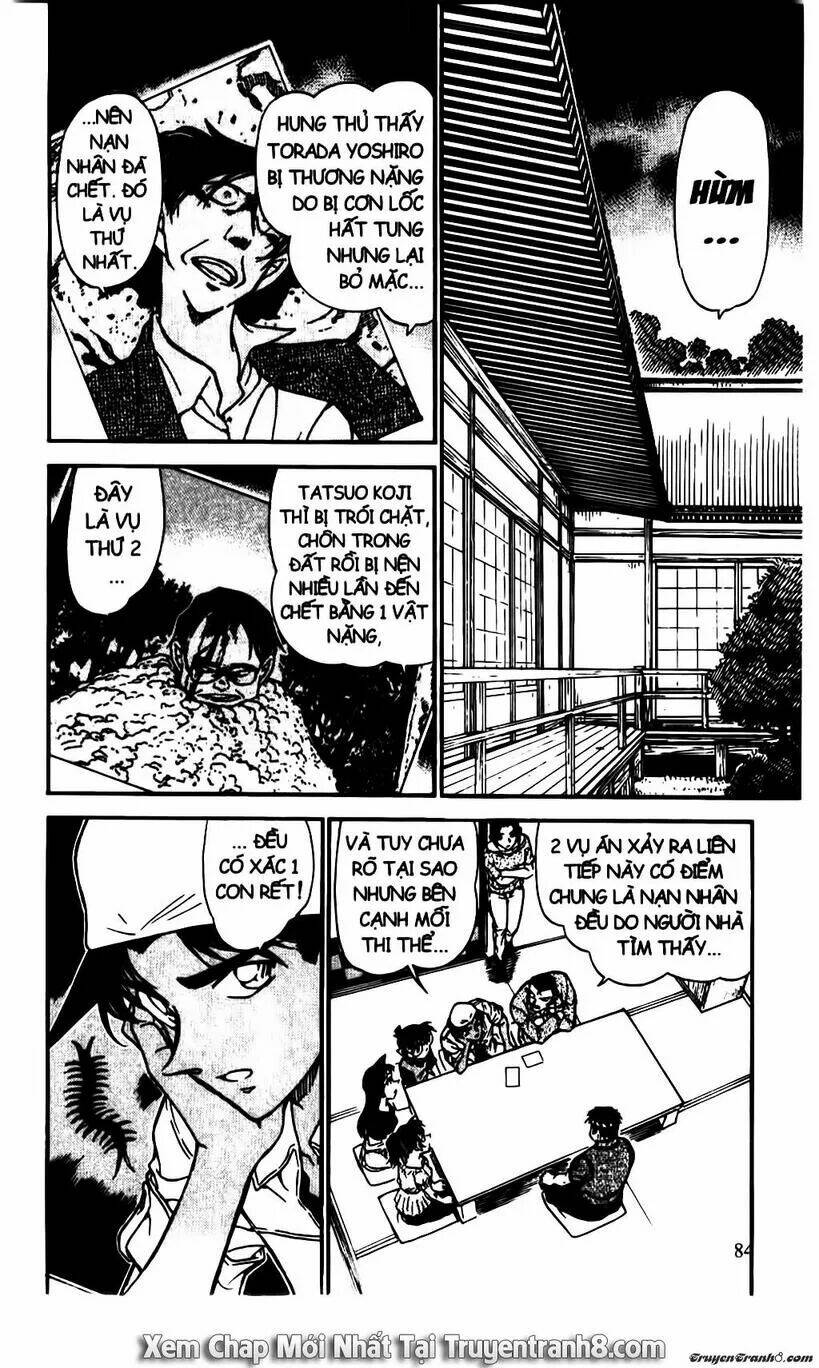 HÙM
...
HUNG THỦ THẤY
TORADA YOSHIRO
BỊ THƯƠNG NẶNG
DO BỊ CƠN LỐC
HẤT TUNG
NHƯNG LẠI
BỎ MẶC...
...NÊN
NẠN
NHÂN ĐÃ
CHẾT. ĐÓ
LÀ VỤ
THỨ
NHẤT.
TATSUO KOJI
THÌ BỊ TRÓI CHẶT,
CHÔN TRONG
ĐẤT RỒI BỊ NỆN
NHIỀU LẦN ĐẾN
CHẾT BẰNG 1 VẬT
NẶNG,
ĐÂY
LÀ VỤ
THỨ 2
...
2 VỤ ÁN XẢY RA LIÊN
TIẾP NÀY CÓ ĐIỂM
CHUNG LÀ NẠN NHÂN
ĐỀU DO NGƯỜI NHÀ
TÌM THẤY...
VÀ TUY CHƯA
RÕ TẠI SAO
NHƯNG BÊN
CẠNH MỖI
THI THỂ...
... ĐỀU
CÓ XÁC 1
CON RẾT!
84
Xem Chap Mới Nhất Tại Truyentranh8.com
TruyenTranh8.com